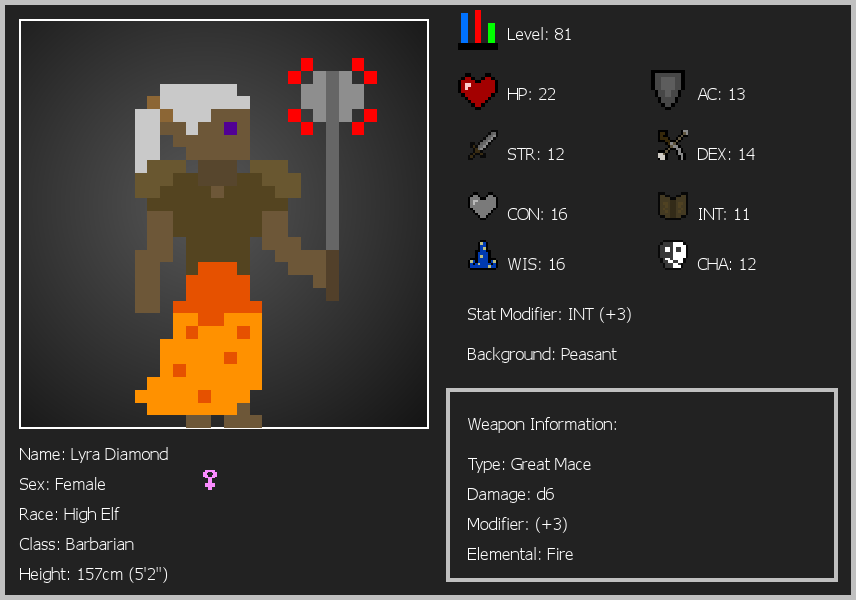 Level: 81
HP: 22
AC: 13
STR: 12
DEX: 14
CON: 16
INT: 11
WIS: 16
CHA: 12
Stat Modifier: INT (+3)
Background: Peasant
Weapon Information:
Type: Great Mace
Damage: d6
Modifier: (+3)
Elemental: Fire
Name: Lyra Diamond
Sex: Female
Race: High Elf
Class: Barbarian
Height: 157cm (5'2")